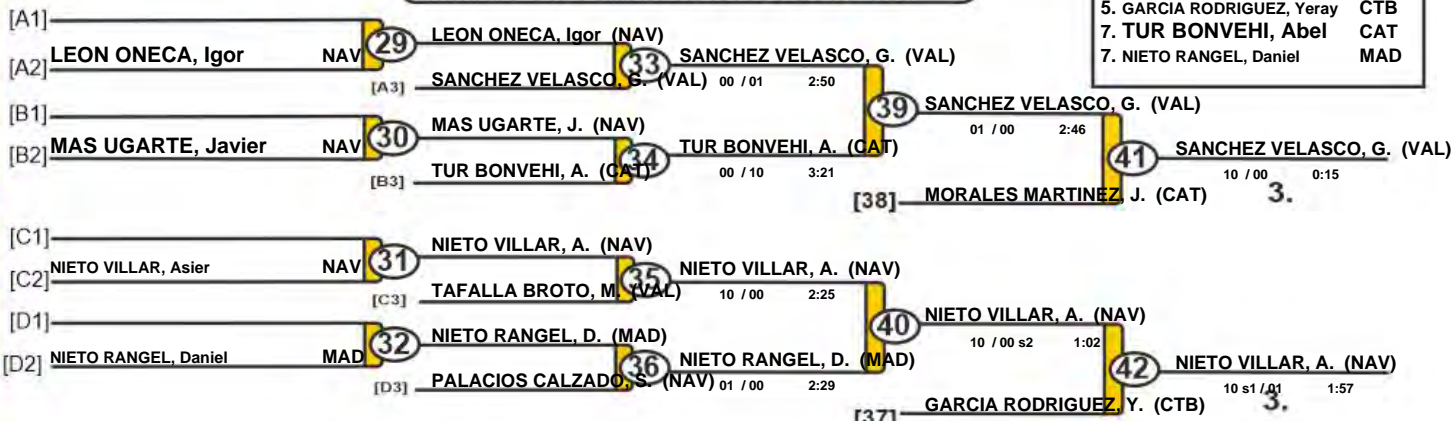 5. GARCIA RODRIGUEZ, Yeray CTB
7. TUR BONVEHI, Abel CAT
7. NIETO RANGEL, Daniel MAD
[A1]
[A2] LEON ONECA, Igor NAV
29
LEON ONECA, Igor (NAV)
[A3] SANCHEZ VELASCO, G. (VAL)
33
SANCHEZ VELASCO, G. (VAL)
00 / 01 2:50
[B1]
[B2] MAS UGARTE, Javier NAV
30
MAS UGARTE, J. (NAV)
[B3] TUR BONVEHI, A. (CAT)
34
TUR BONVEHI, A. (CAT)
00 / 10 3:21
39
SANCHEZ VELASCO, G. (VAL)
01 / 00 2:46
[38] MORALES MARTINEZ, J. (CAT)
41
SANCHEZ VELASCO, G. (VAL)
10 / 00 0:15
3.
[C1]
[C2] NIETO VILLAR, Asier NAV
31
NIETO VILLAR, A. (NAV)
[C3] TAFALLA BROTO, M. (VAL)
35
NIETO VILLAR, A. (NAV)
10 / 00 2:25
[D1]
[D2] NIETO RANGEL, Daniel MAD
32
NIETO RANGEL, D. (MAD)
[D3] PALACIOS CALZADO, S. (NAV)
36
NIETO RANGEL, D. (MAD)
01 / 00 2:29
40
NIETO VILLAR, A. (NAV)
10 / 00 s2 1:02
[37] GARCIA RODRIGUEZ, Y. (CTB)
42
NIETO VILLAR, A. (NAV)
10 s1 / 01 1:57
3.